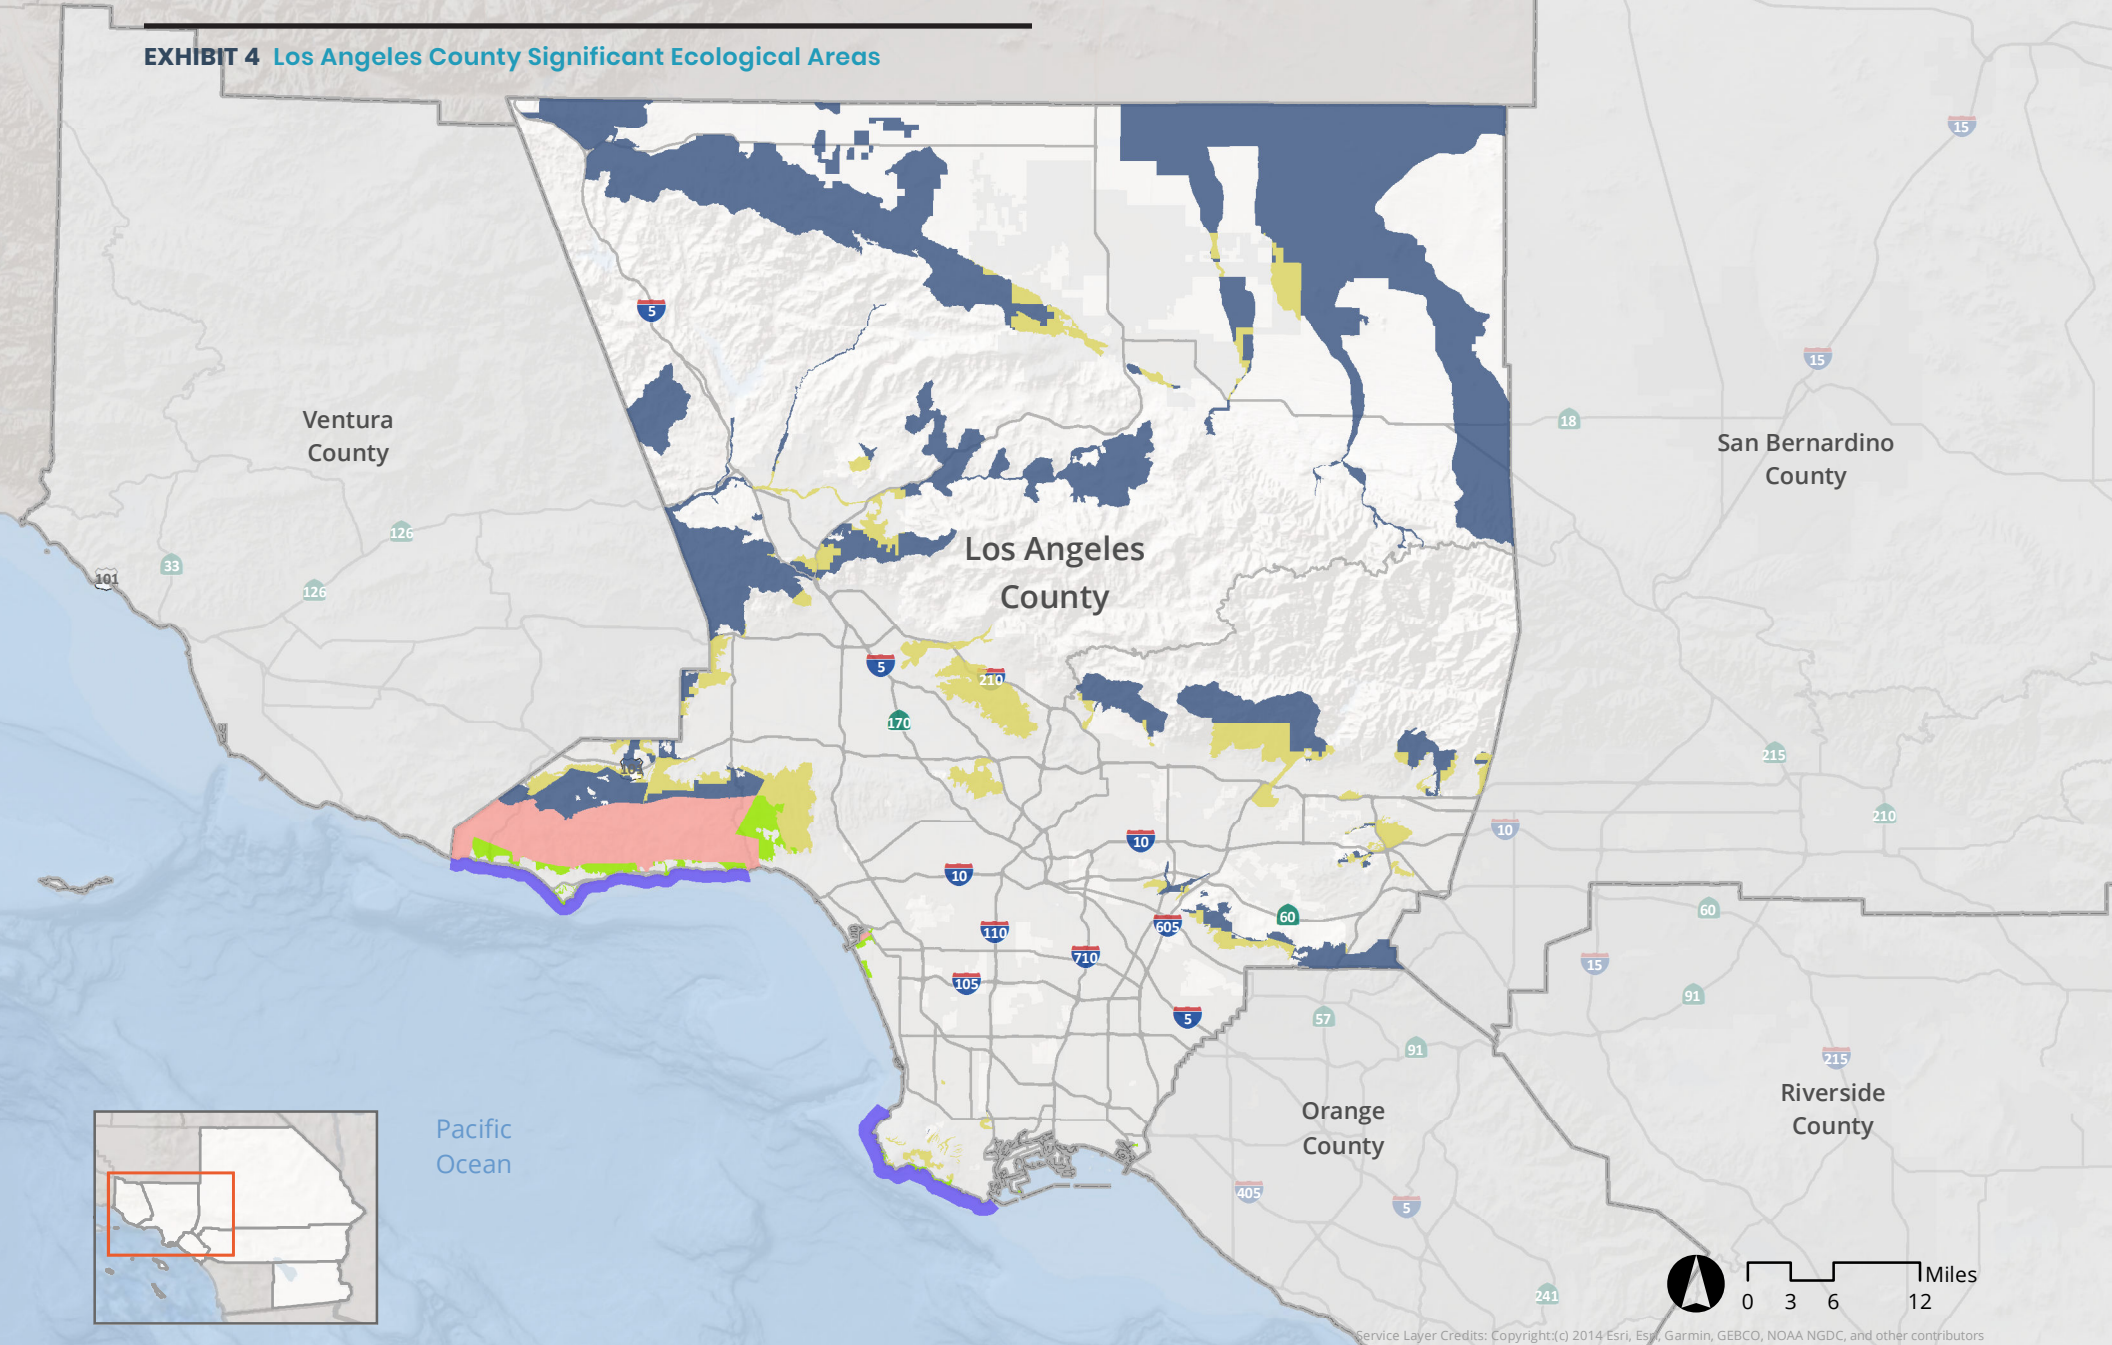 EXHIBIT 4 Los Angeles County Significant Ecological Areas
15
5
15
Ventura
County
18
San Bernardino
County
126
33
101
126
Los Angeles
County
5
210
170
215
210
10
10
10
60
60
110
605
710
15
105
91
5
57
91
215
Riverside
County
Orange
County
Pacific
Ocean
405
5
241
Miles
0 3 6 12
Service Layer Credits: Copyright:(c) 2014 Esri, Esri, Garmin, GEBCO, NOAA NGDC, and other contributors